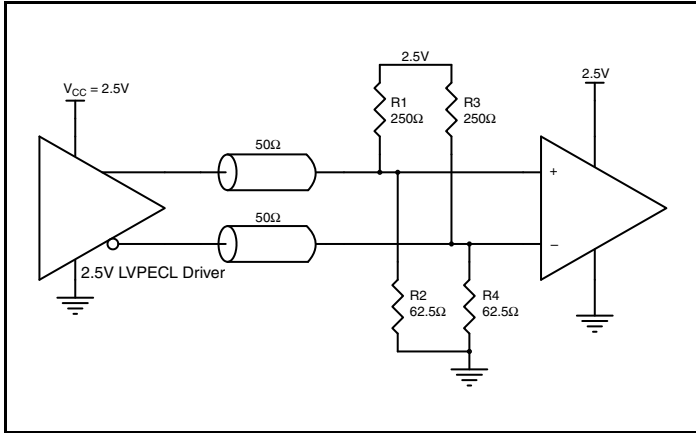 2.5V
V_CC = 2.5V
2.5V
R1
250Ω
R3
250Ω
50Ω
+
50Ω
–
2.5V LVPECL Driver
R2
62.5Ω
R4
62.5Ω